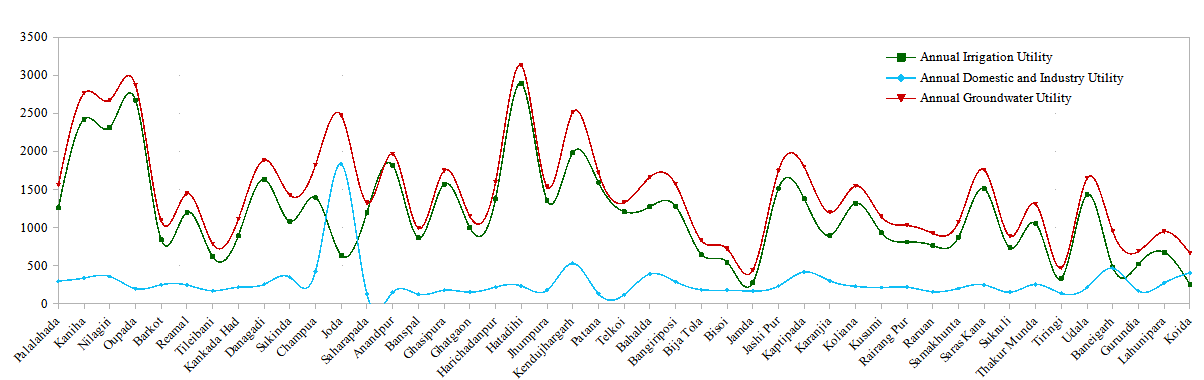 3500
3000
2500
2000
1500
1000
500
0
Annual Irrigation Utility
Annual Domestic and Industry Utility
Annual Groundwater Utility
Palalahada
Kaniha
Nilagiri
Oupada
Barkot
Reamal
Tileibani
Kankada Had
Danagadi
Sukinda
Champua
Joda
Saharapada
Anandpur
Banspal
Ghasipura
Ghatgaon
Harichadanpur
Hatadihi
Jhumpura
Kendujhargarh
Patana
Telkoi
Bahalda
Bangiriposi
Bija Tola
Bisoi
Jamda
Jashi Pur
Kaptipada
Karanjia
Koliana
Kusumi
Rairang Pur
Raruan
Samakhunta
Saras Kana
Sukruli
Thakur Munda
Tiringi
Udala
Baneigarh
Gurundia
Lahunipara
Koida